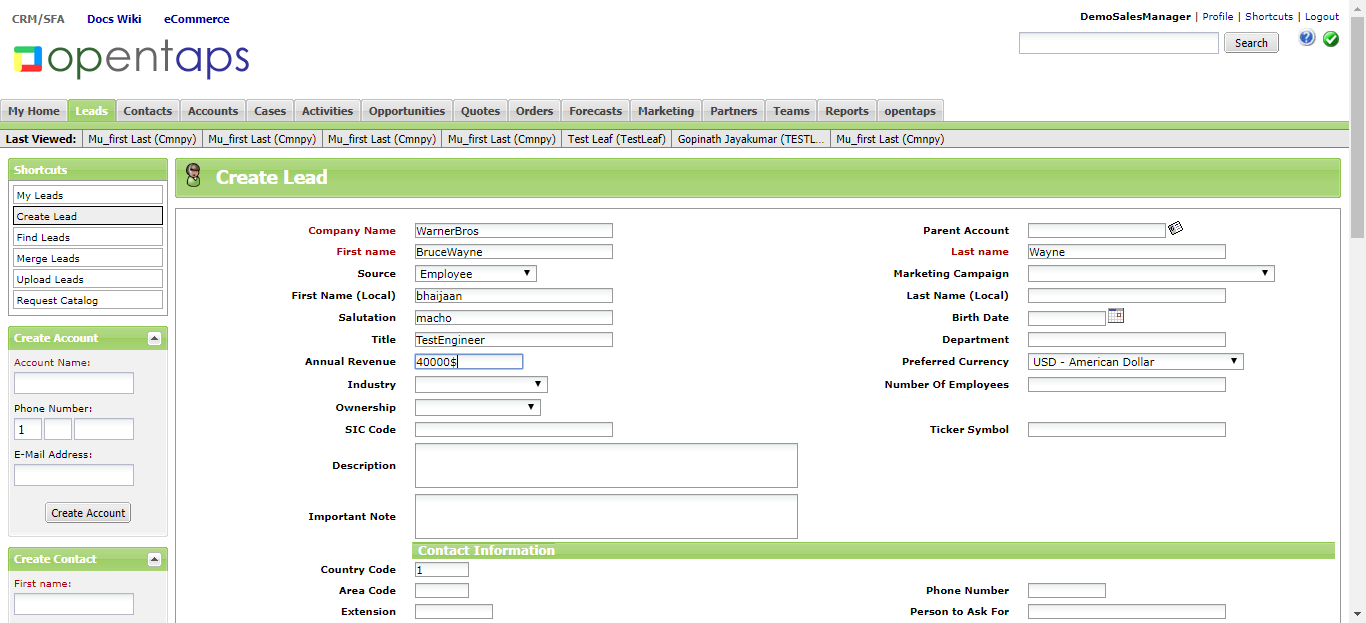 CRM/SFA Docs Wiki eCommerce
DemoSalesManager | Profile | Shortcuts | Logout
opentaps
Search
My Home Leads Contacts Accounts Cases Activities Opportunities Quotes Orders Forecasts Marketing Partners Teams Reports opentaps
Last Viewed: Mu_first Last (Cmnpy) Mu_first Last (Cmnpy) Mu_first Last (Cmnpy) Mu_first Last (Cmnpy) Test Leaf (TestLeaf) Gopinath Jayakumar (TESTL... Mu_first Last (Cmnpy)
Shortcuts
My Leads
Create Lead
Find Leads
Merge Leads
Upload Leads
Request Catalog
Create Account
Account Name:
Phone Number:
1
E-Mail Address:
Create Account
Create Contact
First name:
Create Lead
Company Name WarnerBros Parent Account
First name BruceWayne Last name Wayne
Source Employee Marketing Campaign
First Name (Local) bhaijaan Last Name (Local)
Salutation macho Birth Date
Title TestEngineer Department
Annual Revenue 40000$ Preferred Currency USD - American Dollar
Industry Number Of Employees
Ownership
SIC Code Ticker Symbol
Description
Important Note
Contact Information
Country Code 1
Area Code Phone Number
Extension Person to Ask For